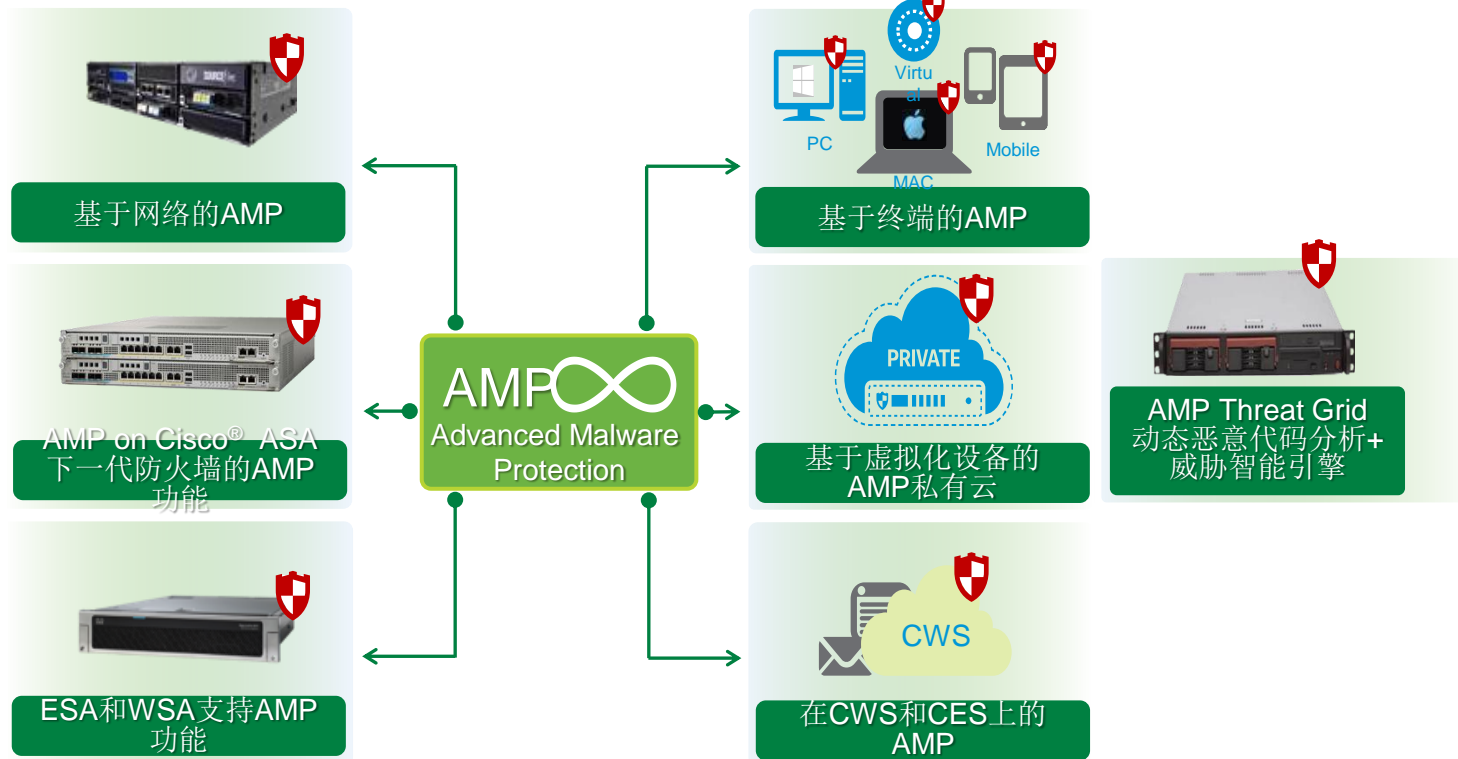 基于网络的AMP
AMP on Cisco® ASA
下一代防火墙的AMP
功能
ESA和WSA支持AMP
功能
AMP
Advanced Malware
Protection
Virtu
al
PC
MAC
Mobile
基于终端的AMP
PRIVATE
基于虚拟化设备的
AMP私有云
CWS
在CWS和CES上的
AMP
AMP Threat Grid
动态恶意代码分析+
威胁智能引擎